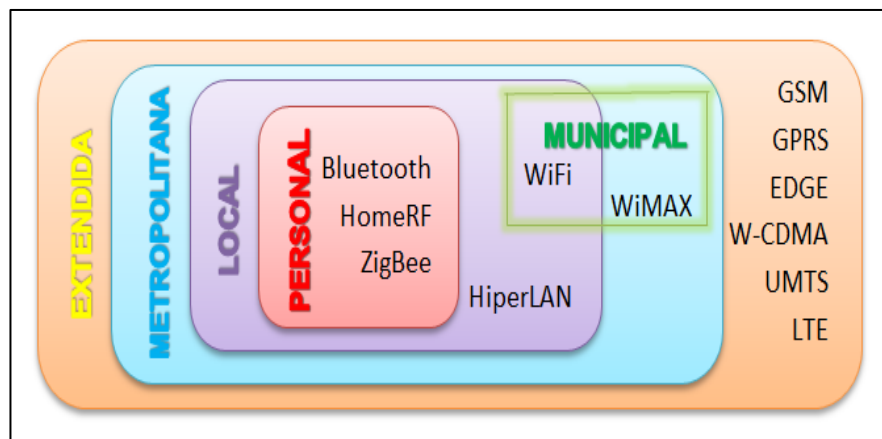 EXTENDIDA
METROPOLITANA
LOCAL
PERSONAL
Bluetooth
HomeRF
ZigBee
HiperLAN
MUNICIPAL
WiFi
WiMAX
GSM
GPRS
EDGE
W-CDMA
UMTS
LTE